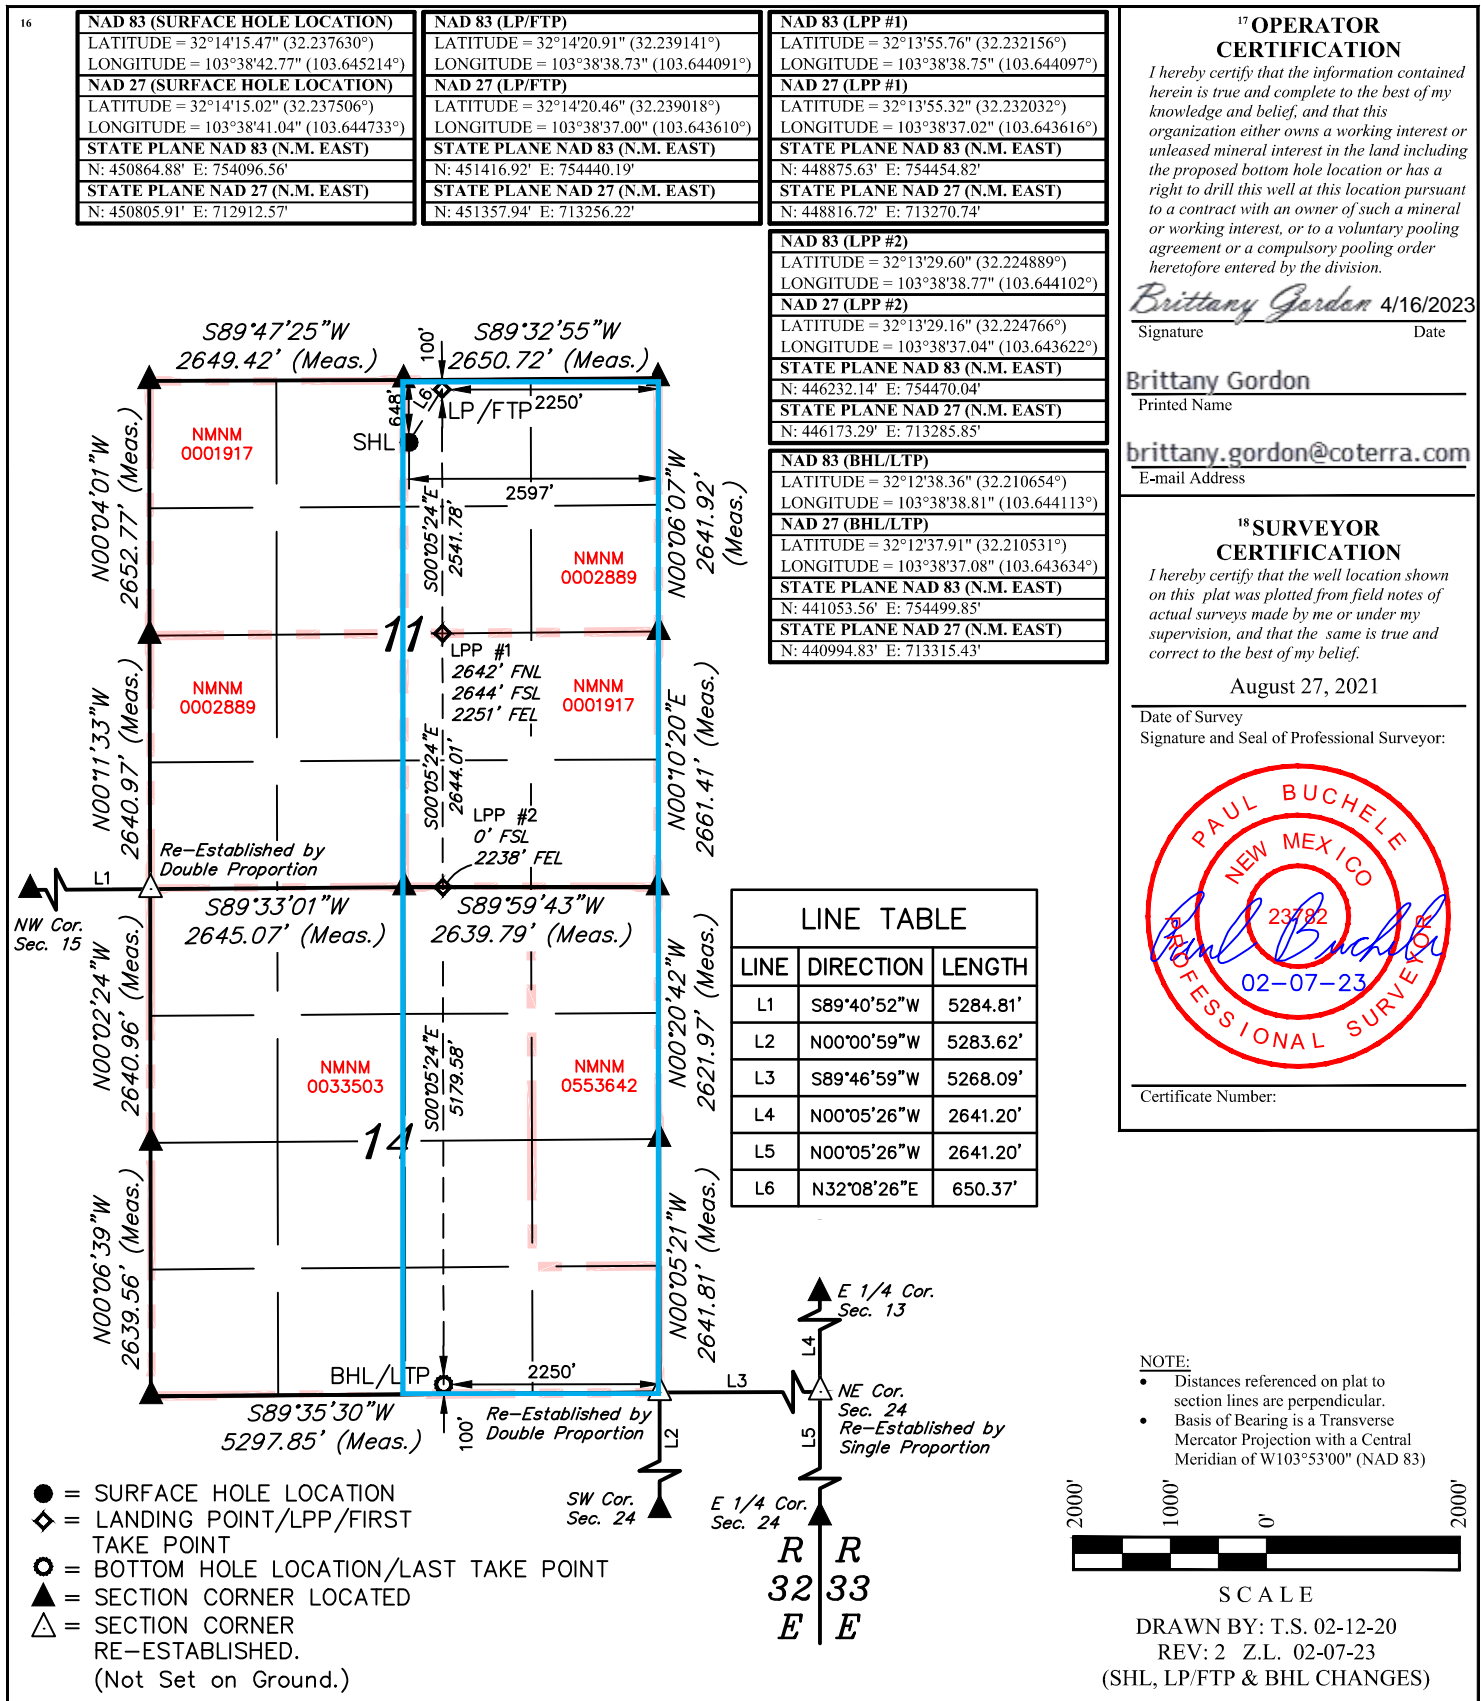 16
NAD 83 (SURFACE HOLE LOCATION)
LATITUDE = 32°14'15.47" (32.237630°)
LONGITUDE = 103°38'42.77" (103.645214°)
NAD 27 (SURFACE HOLE LOCATION)
LATITUDE = 32°14'15.02" (32.237506°)
LONGITUDE = 103°38'41.04" (103.644733°)
STATE PLANE NAD 83 (N.M. EAST)
N: 450864.88' E: 754096.56'
STATE PLANE NAD 27 (N.M. EAST)
N: 450805.91' E: 712912.57'
NAD 83 (LP/FTP)
LATITUDE = 32°14'20.91" (32.239141°)
LONGITUDE = 103°38'38.73" (103.644091°)
NAD 27 (LP/FTP)
LATITUDE = 32°14'20.46" (32.239018°)
LONGITUDE = 103°38'37.00" (103.643610°)
STATE PLANE NAD 83 (N.M. EAST)
N: 451416.92' E: 754440.19'
STATE PLANE NAD 27 (N.M. EAST)
N: 451357.94' E: 713256.22'
NAD 83 (LPP #1)
LATITUDE = 32°13'55.76" (32.232156°)
LONGITUDE = 103°38'38.75" (103.644097°)
NAD 27 (LPP #1)
LATITUDE = 32°13'55.32" (32.232032°)
LONGITUDE = 103°38'37.02" (103.643616°)
STATE PLANE NAD 83 (N.M. EAST)
N: 448875.63' E: 754454.82'
STATE PLANE NAD 27 (N.M. EAST)
N: 448816.72' E: 713270.74'
NAD 83 (LPP #2)
LATITUDE = 32°13'29.60" (32.224889°)
LONGITUDE = 103°38'38.77" (103.644102°)
NAD 27 (LPP #2)
LATITUDE = 32°13'29.16" (32.224766°)
LONGITUDE = 103°38'37.04" (103.643622°)
STATE PLANE NAD 83 (N.M. EAST)
N: 446232.14' E: 754470.04'
STATE PLANE NAD 27 (N.M. EAST)
N: 446173.29' E: 713285.85'
NAD 83 (BHL/LTP)
LATITUDE = 32°12'38.36" (32.210654°)
LONGITUDE = 103°38'38.81" (103.644113°)
NAD 27 (BHL/LTP)
LATITUDE = 32°12'37.91" (32.210531°)
LONGITUDE = 103°38'37.08" (103.643634°)
STATE PLANE NAD 83 (N.M. EAST)
N: 441053.56' E: 754499.85'
STATE PLANE NAD 27 (N.M. EAST)
N: 440994.83' E: 713315.43'
17 OPERATOR
CERTIFICATION
I hereby certify that the information contained
herein is true and complete to the best of my
knowledge and belief, and that this
organization either owns a working interest or
unleased mineral interest in the land including
the proposed bottom hole location or has a
right to drill this well at this location pursuant
to a contract with an owner of such a mineral
or working interest, or to a voluntary pooling
agreement or a compulsory pooling order
heretofore entered by the division.
Brittany Gordon 4/16/2023
Signature Date
Brittany Gordon
Printed Name
brittany.gordon@coterra.com
E-mail Address
18 SURVEYOR
CERTIFICATION
I hereby certify that the well location shown
on this plat was plotted from field notes of
actual surveys made by me or under my
supervision, and that the same is true and
correct to the best of my belief.
August 27, 2021
Date of Survey
Signature and Seal of Professional Surveyor:
PAUL BUCHELE
NEW MEXICO
23782
Paul Buchele
02-07-23
PROFESSIONAL SURVEYOR
Certificate Number:
S89°47'25"W
2649.42' (Meas.)
S89°32'55"W
2650.72' (Meas.)
100'
648'
L6
LP/FTP
2250'
SHL
2597'
NMNM
0001917
N00°04'01"W
2652.77' (Meas.)
S00°05'24"E
2541.78'
NMNM
0002889
N00°06'07"W
2641.92'
(Meas.)
11
LPP #1
2642' FNL
2644' FSL
2251' FEL
NMNM
0002889
NMNM
0001917
N00°11'33"W
2640.97' (Meas.)
S00°05'24"E
2644.01'
N00°10'20"E
2661.41' (Meas.)
LPP #2
0' FSL
2238' FEL
Re-Established by
Double Proportion
L1
NW Cor.
Sec. 15
S89°33'01"W
2645.07' (Meas.)
S89°59'43"W
2639.79' (Meas.)
N00°02'24"W
2640.96' (Meas.)
NMNM
0033503
S00°05'24"E
5179.58'
NMNM
0553642
N00°20'42"W
2621.97' (Meas.)
14
N00°06'39"W
2639.56' (Meas.)
N00°05'21"W
2641.81' (Meas.)
BHL/LTP
2250'
S89°35'30"W
5297.85' (Meas.)
100'
Re-Established by
Double Proportion
L2
L3
SW Cor.
Sec. 24
E 1/4 Cor.
Sec. 13
L4
NE Cor.
Sec. 24
Re-Established by
Single Proportion
L5
E 1/4 Cor.
Sec. 24
R R
32 33
E E
LINE TABLE
LINE DIRECTION LENGTH
L1 S89°40'52"W 5284.81'
L2 N00°00'59"W 5283.62'
L3 S89°46'59"W 5268.09'
L4 N00°05'26"W 2641.20'
L5 N00°05'26"W 2641.20'
L6 N32°08'26"E 650.37'
NOTE:
• Distances referenced on plat to
section lines are perpendicular.
• Basis of Bearing is a Transverse
Mercator Projection with a Central
Meridian of W103°53'00" (NAD 83)
2000' 1000' 0' 2000'
SCALE
DRAWN BY: T.S. 02-12-20
REV: 2 Z.L. 02-07-23
(SHL, LP/FTP & BHL CHANGES)
= SURFACE HOLE LOCATION
= LANDING POINT/LPP/FIRST
TAKE POINT
= BOTTOM HOLE LOCATION/LAST TAKE POINT
= SECTION CORNER LOCATED
= SECTION CORNER
RE-ESTABLISHED.
(Not Set on Ground.)